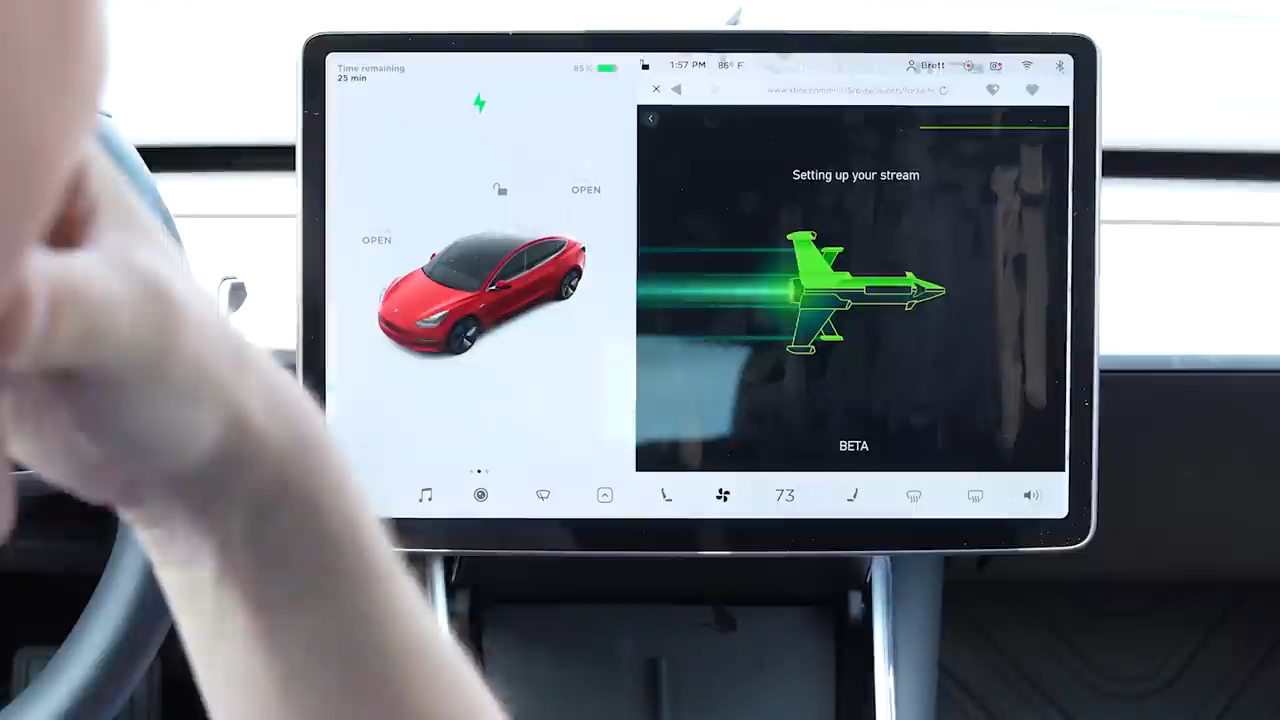 Time remaining
25 min
85%
1:57 PM 86° F
Brett
OPEN
OPEN
Setting up your stream
BETA
73